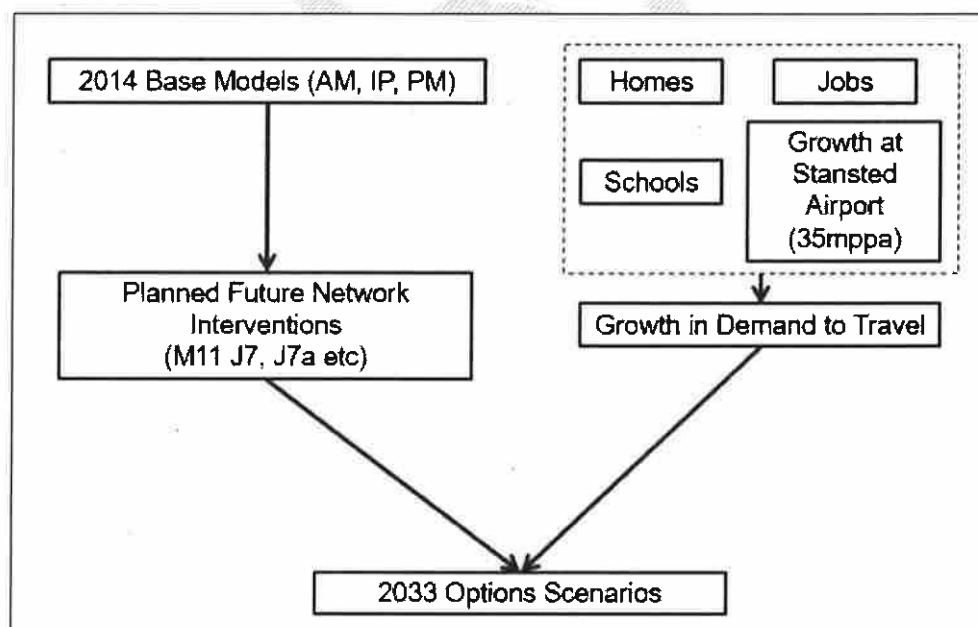 2014 Base Models (AM, IP, PM)
Homes
Jobs
Schools
Growth at
Stansted
Airport
(35mppa)
Planned Future Network
Interventions
(M11 J7, J7a etc)
Growth in Demand to Travel
2033 Options Scenarios